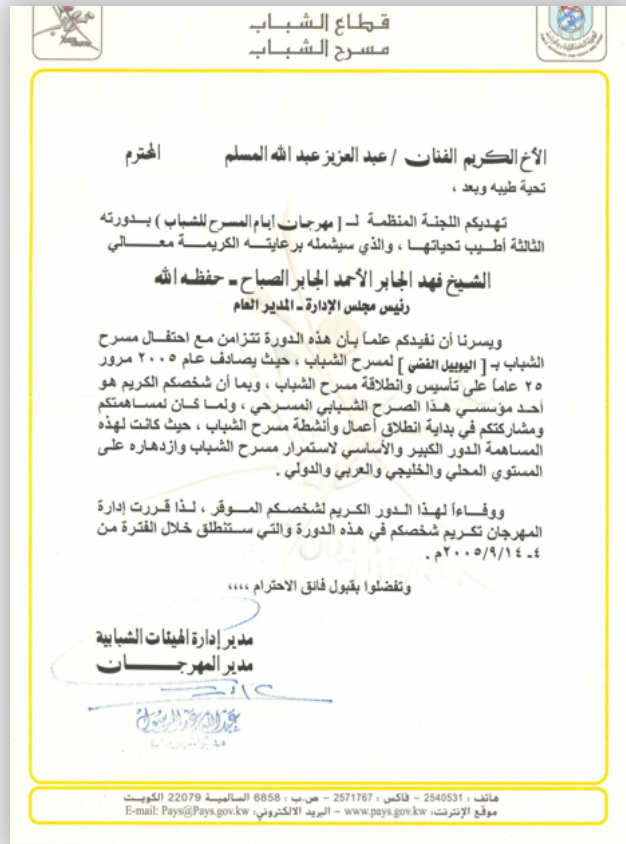 قطاع الشباب
مسرح الشباب
الأخ الكريم الفنان / عبد العزيز عبد الله المسلم المحترم
تحية طيبه وبعد ،
تهديكم اللجنة المنظمة لـ [ مهرجان أيام المسرح للشباب ) بدورته
الثالثة أطيب تحياتها ، والذي سيشمله برعايته الكريمة معالي
الشيخ فهد الجابر الأحمد الجابر الصباح - حفظه الله
رئيس مجلس الإدارة - المدير العام
ويسرنا أن نفيدكم علماً بأن هذه الدورة تتزامن مع احتفال مسرح
الشباب بـ [ اليوبيل الفضي ] لمسرح الشباب ، حيث يصادف عام ٢٠٠٥ مرور
٢٥ عاماً على تأسيس وانطلاقة مسرح الشباب ، وبما أن شخصكم الكريم هو
أحد مؤسسي هذا الصرح الشبابي المسرحي ، ولما كان لمساهمتكم
ومشاركتكم في بداية انطلاق أعمال وأنشطة مسرح الشباب ، حيث كانت لهذه
المساهمة الدور الكبير والأساسي لاستمرار مسرح الشباب وازدهاره على
المستوي المحلي والخليجي والعربي والدولي .
ووفاءاً لهذا الدور الكريم لشخصكم الموقر ، لذا قررت إدارة
المهرجان تكريم شخصكم في هذه الدورة والتي ستنطلق خلال الفترة من
٤-٢٠٠٥/٩/١٤م .
وتفضلوا بقبول فائق الاحترام ،،،،
مدير إدارة الهيئات الشبابية
مدير المهرجان
عبدالله عبدالرسول
هاتف : 2540531 - فاكس : 2571767 - ص.ب : 6858 السالمية 22079 الكويت
موقع الإنترنت: www.pays.gov.kw - البريد الالكتروني: E-mail: Pays@Pays.gov.kw